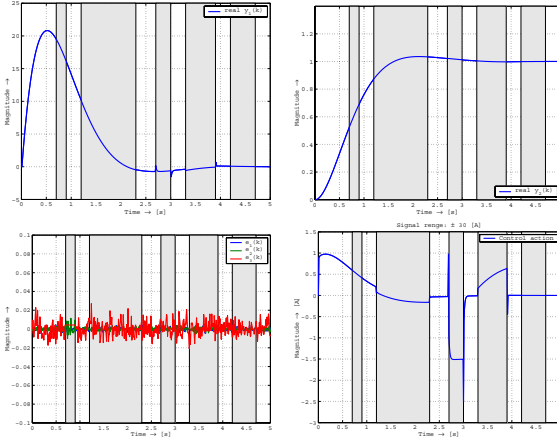 25
20
15
10
5
0
−5
0 0.5 1 1.5 2 2.5 3 3.5 4 4.5 5
Time → [s]
Magnitude →
real y1(k)
1.4
1.2
1
0.8
0.6
0.4
0.2
0
0 0.5 1 1.5 2 2.5 3 3.5 4 4.5 5
Time → [s]
Magnitude →
real y2(k)
0.1
0.08
0.06
0.04
0.02
0
−0.02
−0.04
−0.06
−0.08
−0.1
0 0.5 1 1.5 2 2.5 3 3.5 4 4.5 5
Time → [s]
Magnitude →
Signal range: ± 30 [A]
Control action
1.5
1
0.5
0
−0.5
−1
−1.5
−2
−2.5
−3
0 0.5 1 1.5 2 2.5 3 3.5 4 4.5 5
Time → [s]
Magnitude → [A]